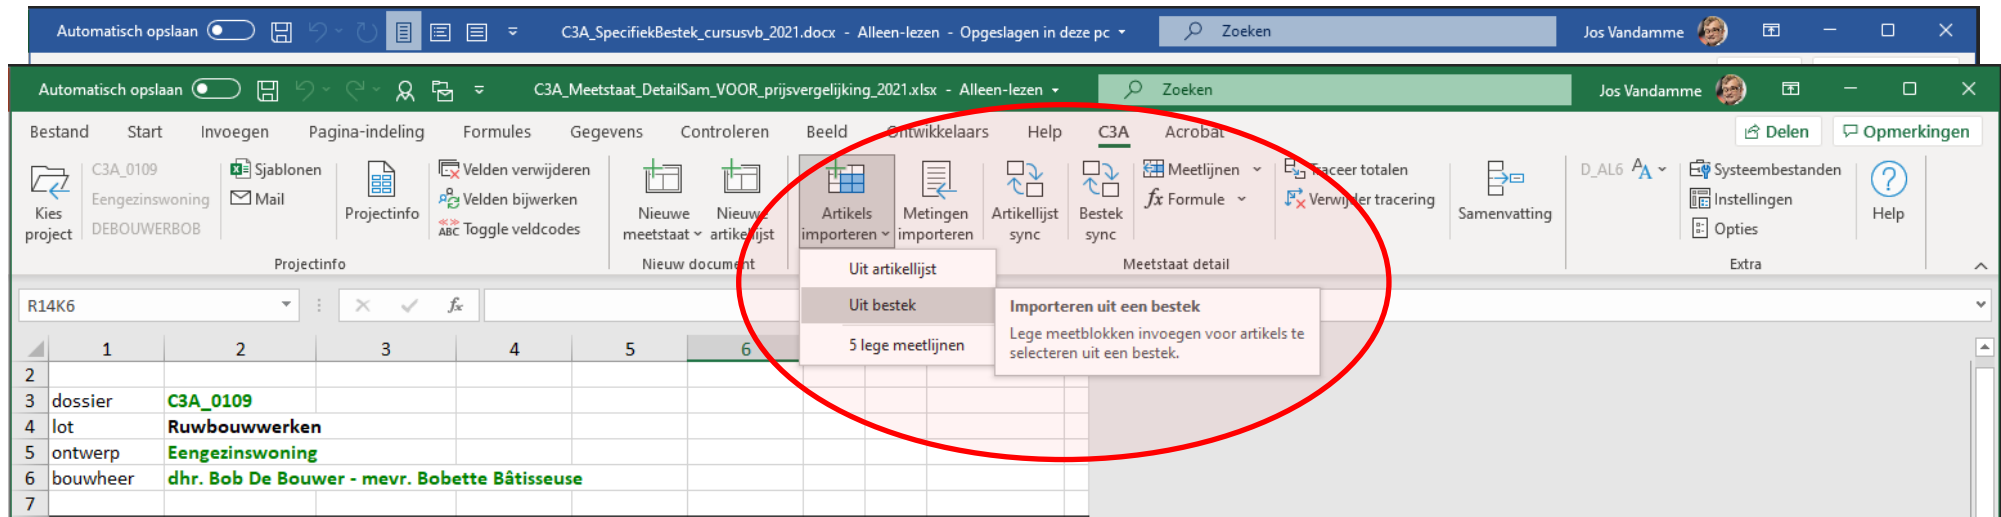 Automatisch opslaan C3A_SpecifiekBestek_cursusvb_2021.docx - Alleen-lezen - Opgeslagen in deze pc Zoeken Jos Vandamme
Automatisch opslaan C3A_Meetstaat_DetailSam_VOOR_prijsvergelijking_2021.xlsx - Alleen-lezen Zoeken Jos Vandamme
Bestand Start Invoegen Pagina-indeling Formules Gegevens Controleren Beeld Ontwikkelaars Help C3A Acrobat Delen Opmerkingen
Kies project
C3A_0109
Eengezinswoning
DEBOUWERBOB
Sjablonen
Mail
Projectinfo
Velden verwijderen
Velden bijwerken
ABC Toggle veldcodes
Projectinfo
Nieuwe meetstaat
Nieuwe artikellijst
Nieuw document
Artikels importeren
Metingen importeren
Artikellijst sync
Bestek sync
Meetlijnen
fx Formule
Traceer totalen
Verwijder tracering
Meetstaat detail
Samenvatting
D_AL6
Systeembestanden
Instellingen
Opties
Extra
Help
Uit artikellijst
Uit bestek
5 lege meetlijnen
Importeren uit een bestek
Lege meetblokken invoegen voor artikels te
selecteren uit een bestek.
R14K6 fx
1 2 3 4 5 6
2
3 dossier C3A_0109
4 lot Ruwbouwwerken
5 ontwerp Eengezinswoning
6 bouwheer dhr. Bob De Bouwer - mevr. Bobette Bâtisseuse
7